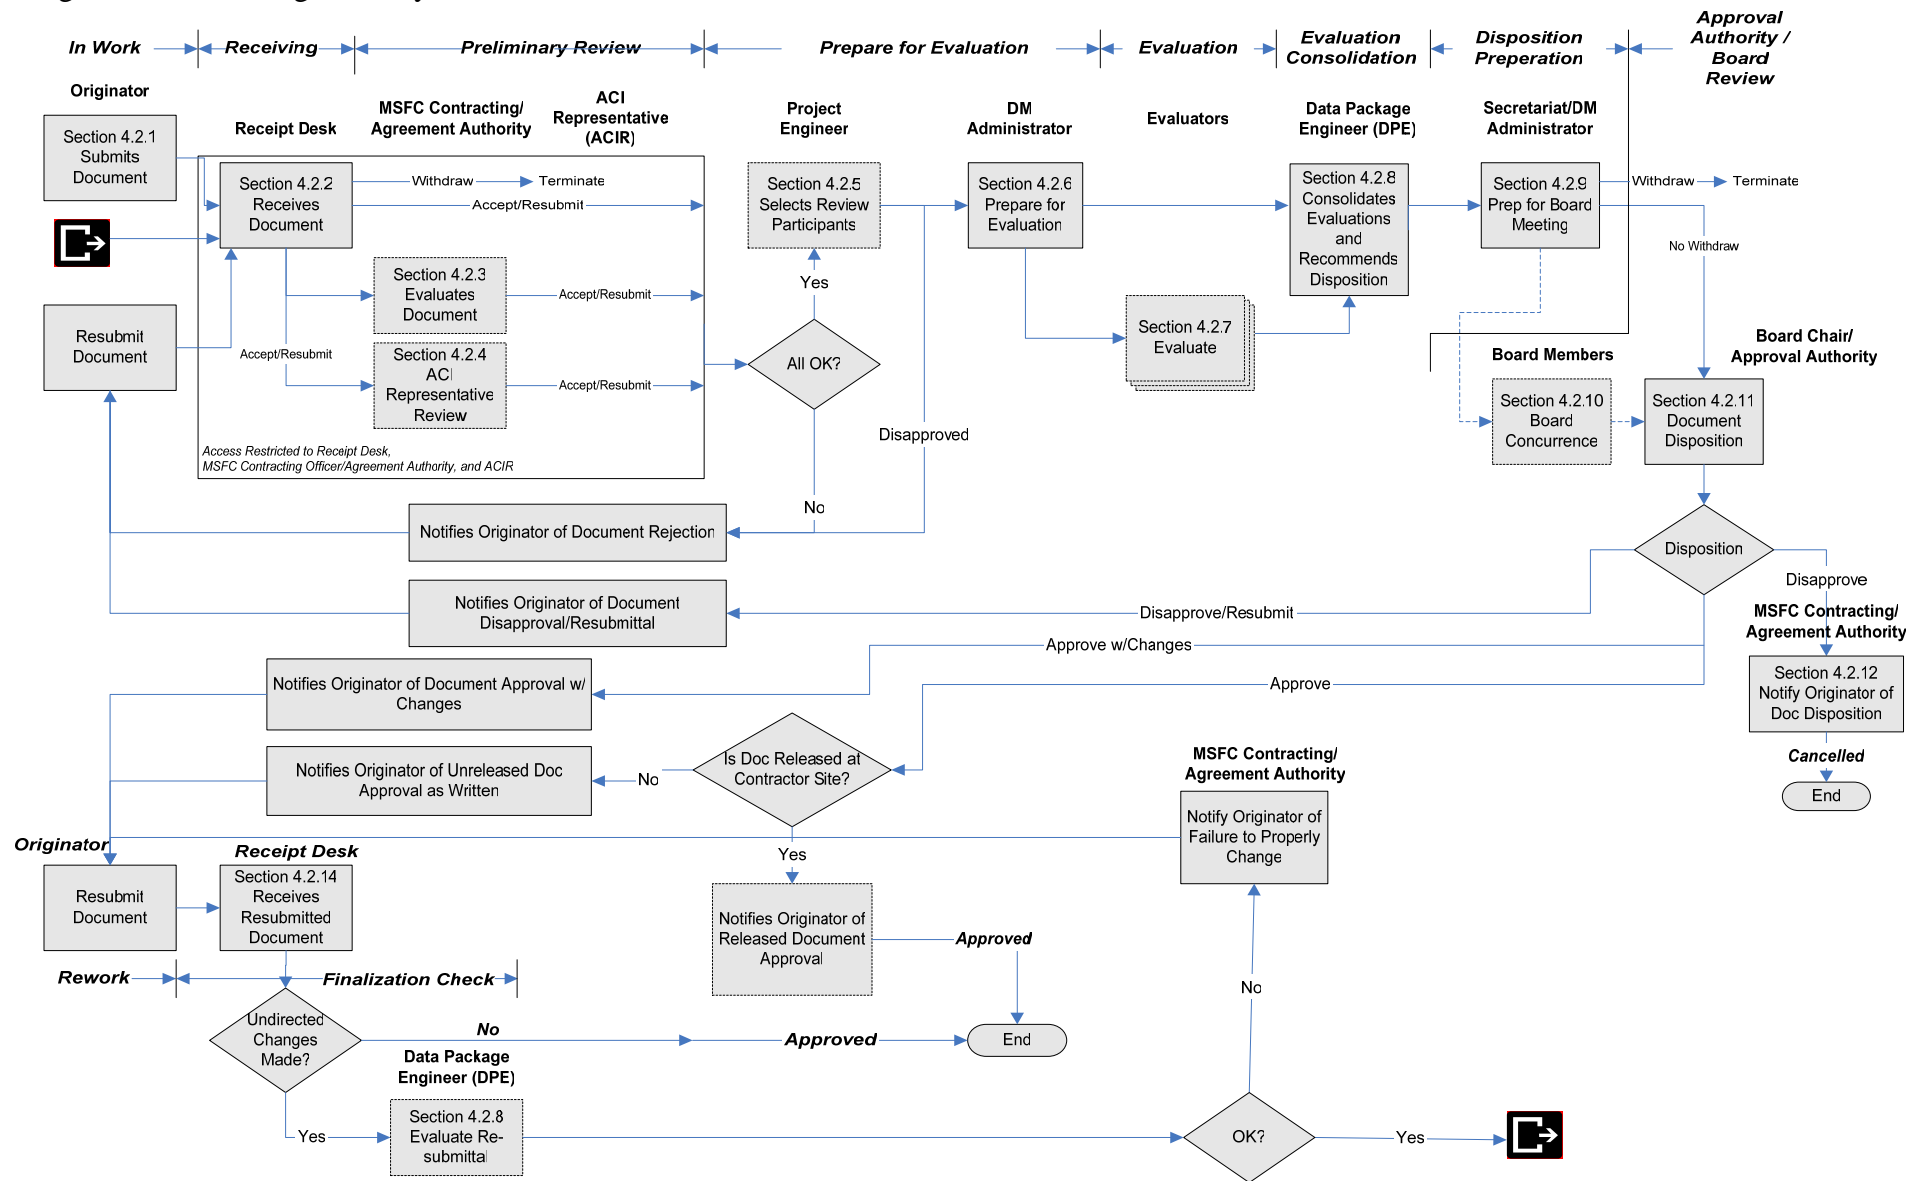 In Work
Receiving
Preliminary Review
Prepare for Evaluation
Evaluation
Evaluation
Consolidation
Disposition
Preperation
Approval
Authority /
Board
Review
Originator
Section 4.2.1
Submits
Document
Receipt Desk
MSFC Contracting/
Agreement Authority
ACI
Representative
(ACIR)
Project
Engineer
DM
Administrator
Evaluators
Data Package
Engineer (DPE)
Secretariat/DM
Administrator
Section 4.2.2
Receives
Document
Withdraw
Terminate
Accept/Resubmit
Section 4.2.5
Selects Review
Participants
Section 4.2.6
Prepare for
Evaluation
Section 4.2.8
Consolidates
Evaluations
and
Recommends
Disposition
Section 4.2.9
Prep for Board
Meeting
Withdraw
Terminate
No Withdraw
Section 4.2.3
Evaluates
Document
Accept/Resubmit
Yes
Section 4.2.7
Evaluate
Resubmit
Document
Accept/Resubmit
Section 4.2.4
ACI
Representative
Review
Accept/Resubmit
All OK?
Board Members
Board Chair/
Approval Authority
Section 4.2.10
Board
Concurrence
Section 4.2.11
Document
Disposition
Disapproved
Access Restricted to Receipt Desk,
MSFC Contracting Officer/Agreement Authority, and ACIR
No
Notifies Originator of Document Rejection
Disposition
Disapprove
Notifies Originator of Document
Disapproval/Resubmittal
Disapprove/Resubmit
MSFC Contracting/
Agreement Authority
Approve w/Changes
Notifies Originator of Document Approval w/
Changes
Approve
Section 4.2.12
Notify Originator of
Doc Disposition
Cancelled
End
Notifies Originator of Unreleased Doc
Approval as Written
No
Is Doc Released at
Contractor Site?
MSFC Contracting/
Agreement Authority
Notify Originator of
Failure to Properly
Change
Yes
Originator
Receipt Desk
Resubmit
Document
Section 4.2.14
Receives
Resubmitted
Document
Notifies Originator of
Released Document
Approval
Approved
Rework
Finalization Check
No
Undirected
Changes
Made?
No
Approved
End
Data Package
Engineer (DPE)
Yes
Section 4.2.8
Evaluate Re-
submittal
OK?
Yes